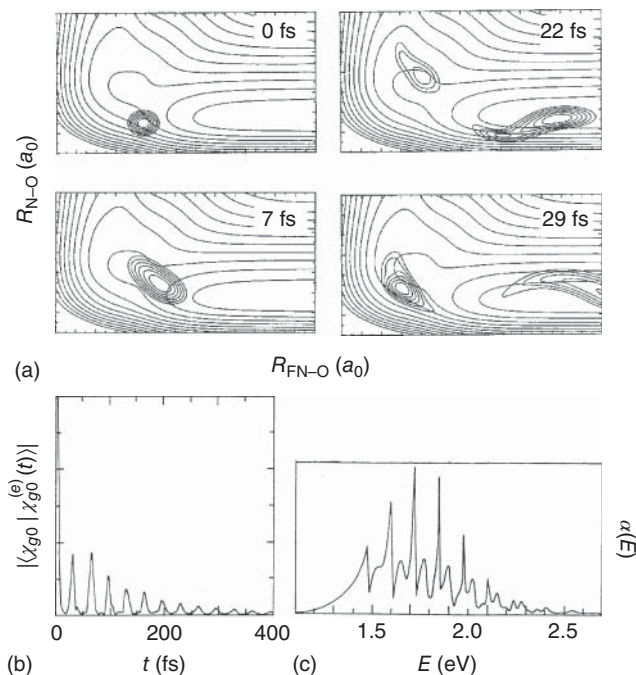 0 fs
22 fs
R_N–O (a_0)
7 fs
29 fs
(a)
R_FN–O (a_0)
|⟨χ_g0 | χ_g0^(e)(t)⟩|
α(E)
0 200 400
1.5 2.0 2.5
(b) t (fs) (c) E (eV)